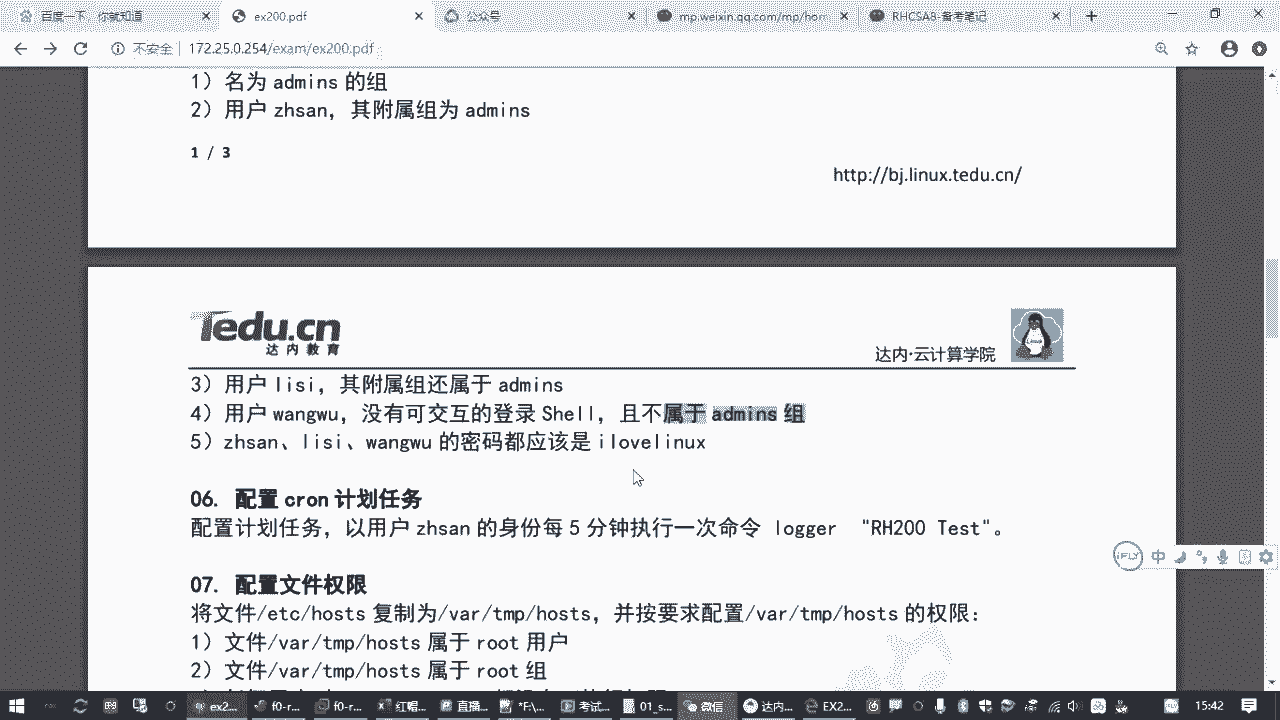 百度一下，你就知道
ex200.pdf
公众号
mp.weixin.qq.com/mp/hom
RHCSA8-备考笔记
不安全 | 172.25.0.254/exam/ex200.pdf
1）名为 admins 的组
2）用户 zhsan，其附属组为 admins
1 / 3
http://bj.linux.tedu.cn/
Tedu.cn
达内教育
达内·云计算学院
3）用户 lisi，其附属组还属于 admins
4）用户 wangwu，没有可交互的登录 Shell，且不属于 admins 组
5）zhsan、lisi、wangwu 的密码都应该是 ilovelinux
06. 配置 cron 计划任务
配置计划任务，以用户 zhsan 的身份每 5 分钟执行一次命令 logger "RH200 Test"。
iFLY 中
07. 配置文件权限
将文件/etc/hosts 复制为/var/tmp/hosts，并按要求配置/var/tmp/hosts 的权限：
1）文件/var/tmp/hosts 属于 root 用户
2）文件/var/tmp/hosts 属于 root 组
ex2... f0-r... f0-r... 红帽... 直播... *F:\... 考试... 01_s... 微信 达内... EX2...
15:42